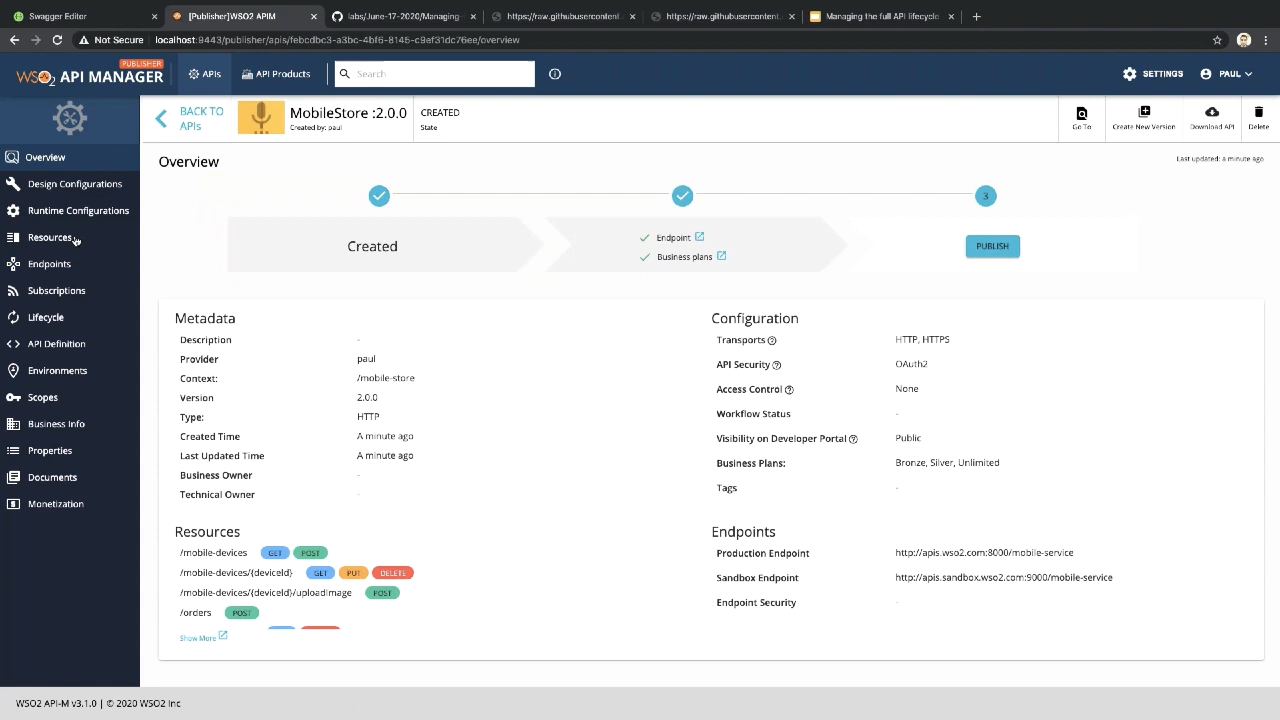 Swagger Editor
[Publisher]WSO2 APIM
labs/June-17-2020/Managing
https://raw.githubusercontent.
https://raw.githubusercontent.
Managing the full API lifecycle
Not Secure
localhost:9443/publisher/apis/febcdbc3-a3bc-4bf6-8145-c9ef31dc76ee/overview
PUBLISHER
WSO2 API MANAGER
APIs
API Products
Search
SETTINGS
PAUL
BACK TO
APIs
MobileStore :2.0.0
Created by: paul
CREATED
State
Go To
Create New Version
Download API
Delete
Overview
Design Configurations
Runtime Configurations
Resources
Endpoints
Subscriptions
Lifecycle
API Definition
Environments
Scopes
Business Info
Properties
Documents
Monetization
Overview
Last updated: a minute ago
3
Created
Endpoint
Business plans
PUBLISH
Metadata
Description -
Provider paul
Context: /mobile-store
Version 2.0.0
Type: HTTP
Created Time A minute ago
Last Updated Time A minute ago
Business Owner -
Technical Owner -
Configuration
Transports HTTP, HTTPS
API Security OAuth2
Access Control None
Workflow Status -
Visibility on Developer Portal Public
Business Plans: Bronze, Silver, Unlimited
Tags -
Resources
/mobile-devices GET POST
/mobile-devices/{deviceId} GET PUT DELETE
/mobile-devices/{deviceId}/uploadImage POST
/orders POST
Show More
Endpoints
Production Endpoint http://apis.wso2.com:8000/mobile-service
Sandbox Endpoint http://apis.sandbox.wso2.com:9000/mobile-service
Endpoint Security -
WSO2 API-M v3.1.0 | © 2020 WSO2 Inc